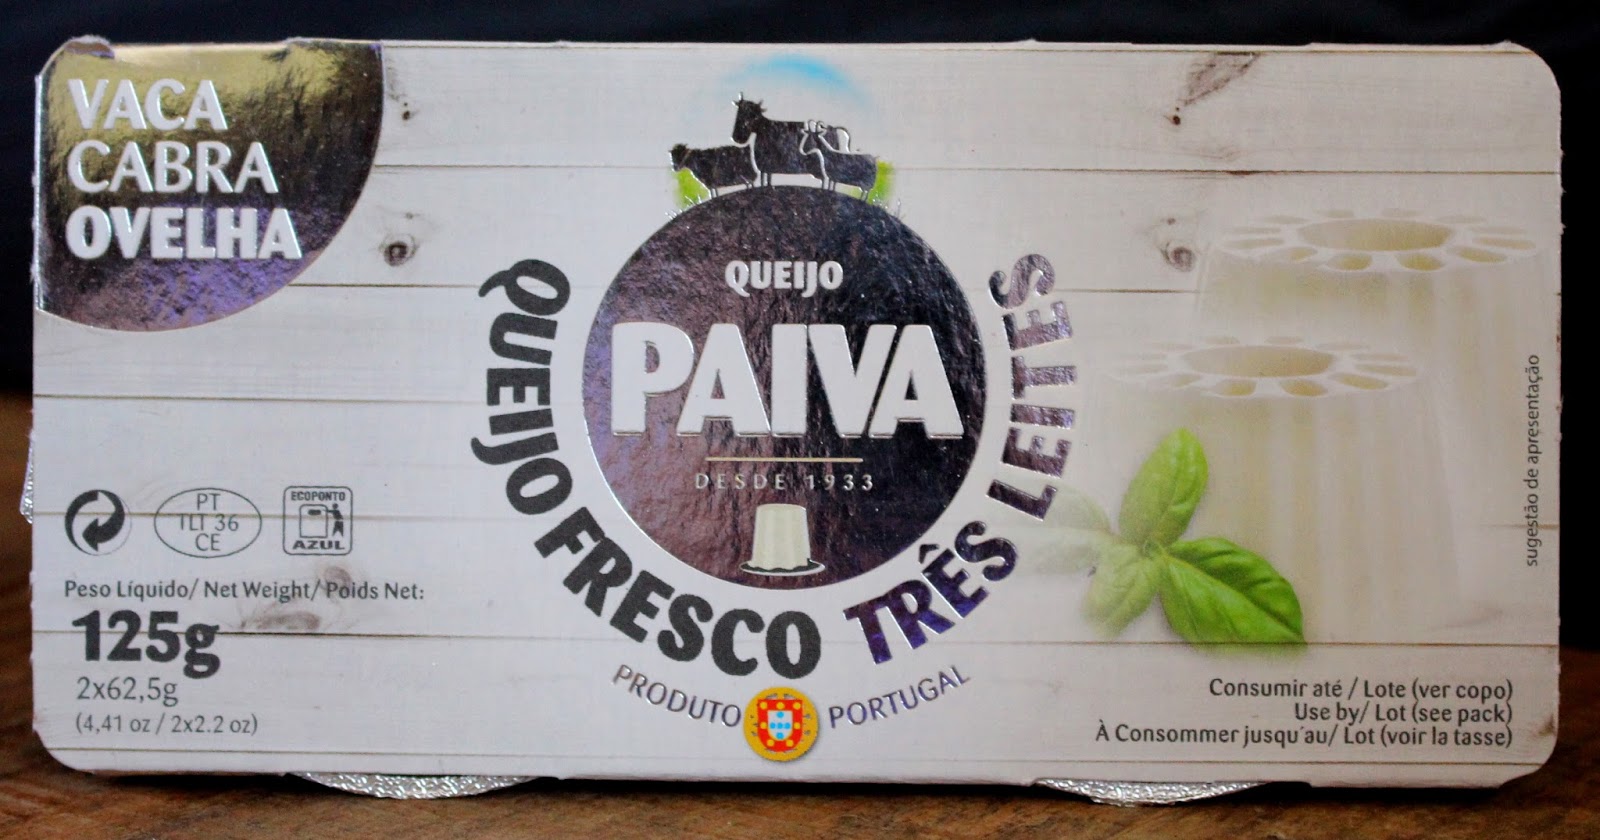 VACA
CABRA
OVELHA
QUEIJO
PAIVA
DESDE 1933
QUEIJO FRESCO TRÊS LEITES
PRODUTO PORTUGAL
PT
TLT 36
CE
ECOPONTO
AZUL
Peso Líquido/ Net Weight/ Poids Net:
125g
2x62,5g
(4,41 oz / 2x2.2 oz)
sugestão de apresentação
Consumir até / Lote (ver copo)
Use by/ Lot (see pack)
À Consommer jusqu'au/ Lot (voir la tasse)